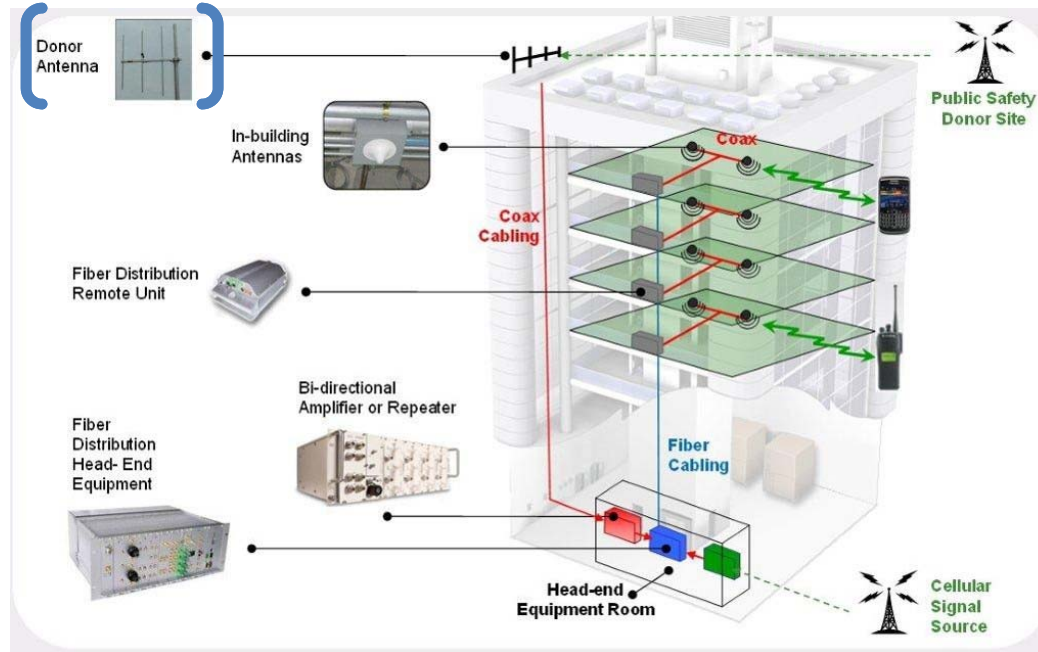 Donor
Antenna
Public Safety
Donor Site
In-building
Antennas
Coax
Coax
Cabling
Fiber Distribution
Remote Unit
Bi-directional
Amplifier or Repeater
Fiber
Distribution
Head- End
Equipment
Fiber
Cabling
Head-end
Equipment Room
Cellular
Signal
Source